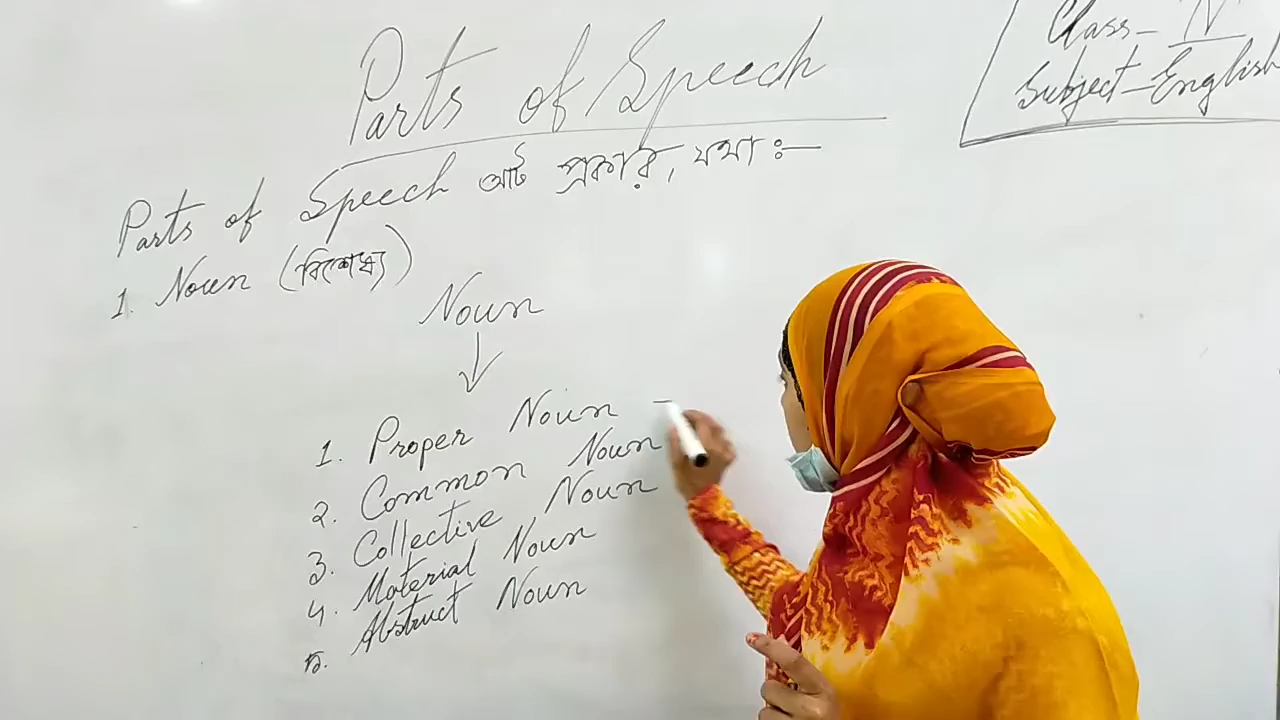 Parts of Speech
Class- IV
Subject-English
Parts of Speech আট প্রকার, যথা ঃ-
1. Noun (বিশেষ্য)
Noun
1. Proper Noun -
2. Common Noun
3. Collective Noun
4. Material Noun
5. Abstruct Noun